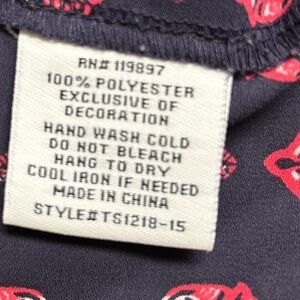 RN# 119897
100% POLYESTER
EXCLUSIVE OF
DECORATION
HAND WASH COLD
DO NOT BLEACH
HANG TO DRY
COOL IRON IF NEEDED
MADE IN CHINA
STYLE#TS1218-15